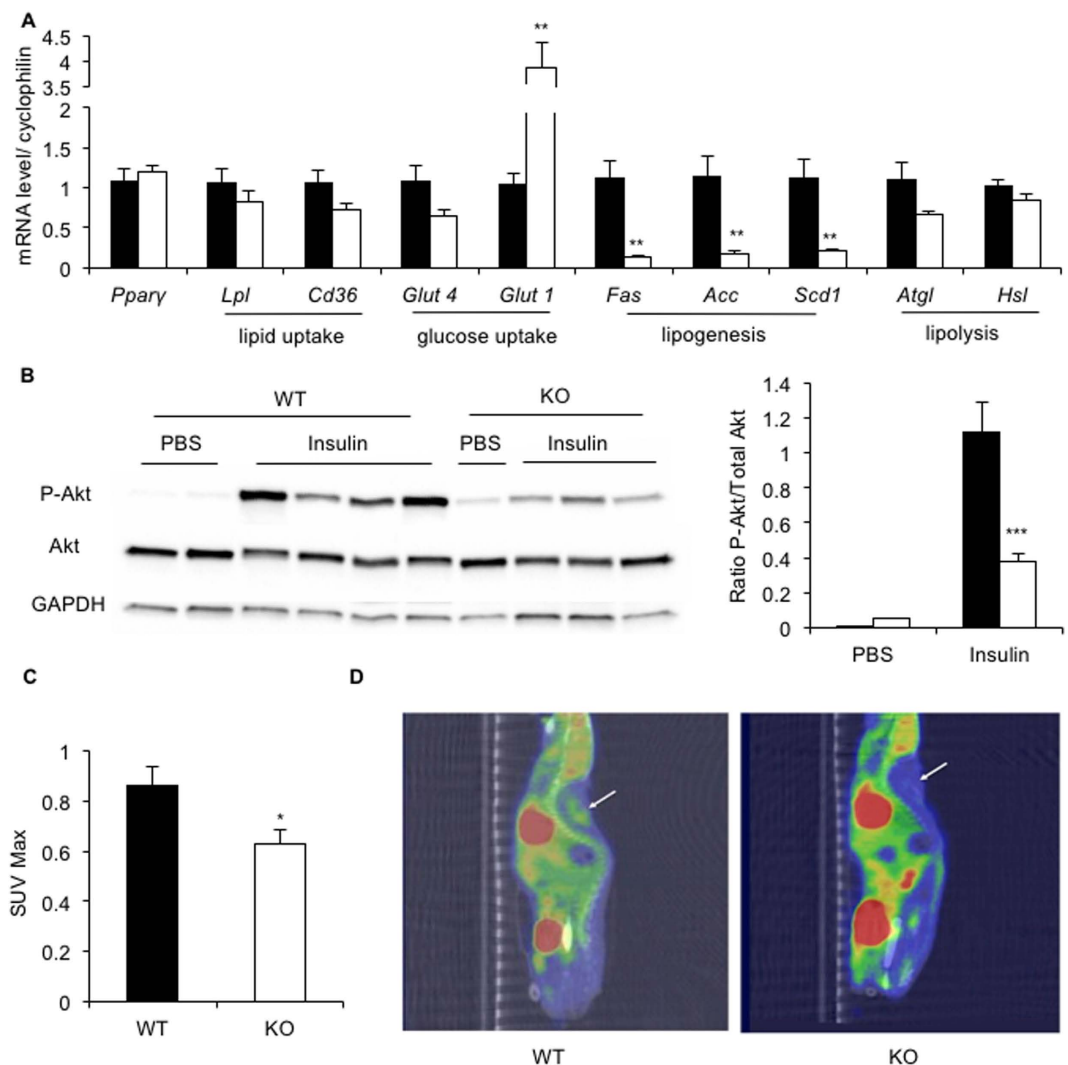 A
mRNA level/ cyclophilin
4.5
4
3.5
2
1.5
1
0.5
0
**
** ** **
Pparγ Lpl Cd36 Glut 4 Glut 1 Fas Acc Scd1 Atgl Hsl
lipid uptake glucose uptake lipogenesis lipolysis
B
WT KO
PBS Insulin PBS Insulin
P-Akt
Akt
GAPDH
Ratio P-Akt/Total Akt
1.4
1.2
1
0.8
0.6
0.4
0.2
0
***
PBS Insulin
C
SUV Max
1
0.8
0.6
0.4
0.2
0
*
WT KO
D
WT KO